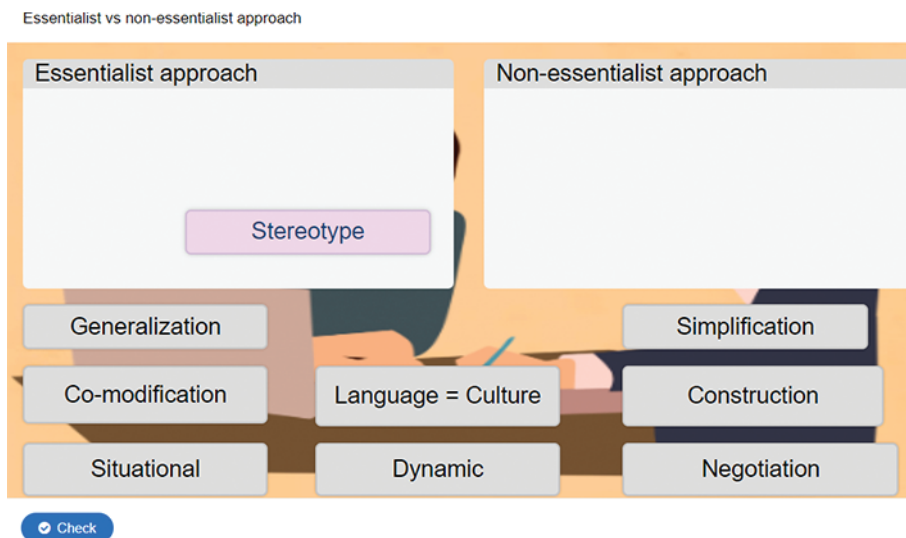 Essentialist vs non-essentialist approach
Essentialist approach
Non-essentialist approach
Stereotype
Generalization
Simplification
Co-modification
Language = Culture
Construction
Situational
Dynamic
Negotiation
Check